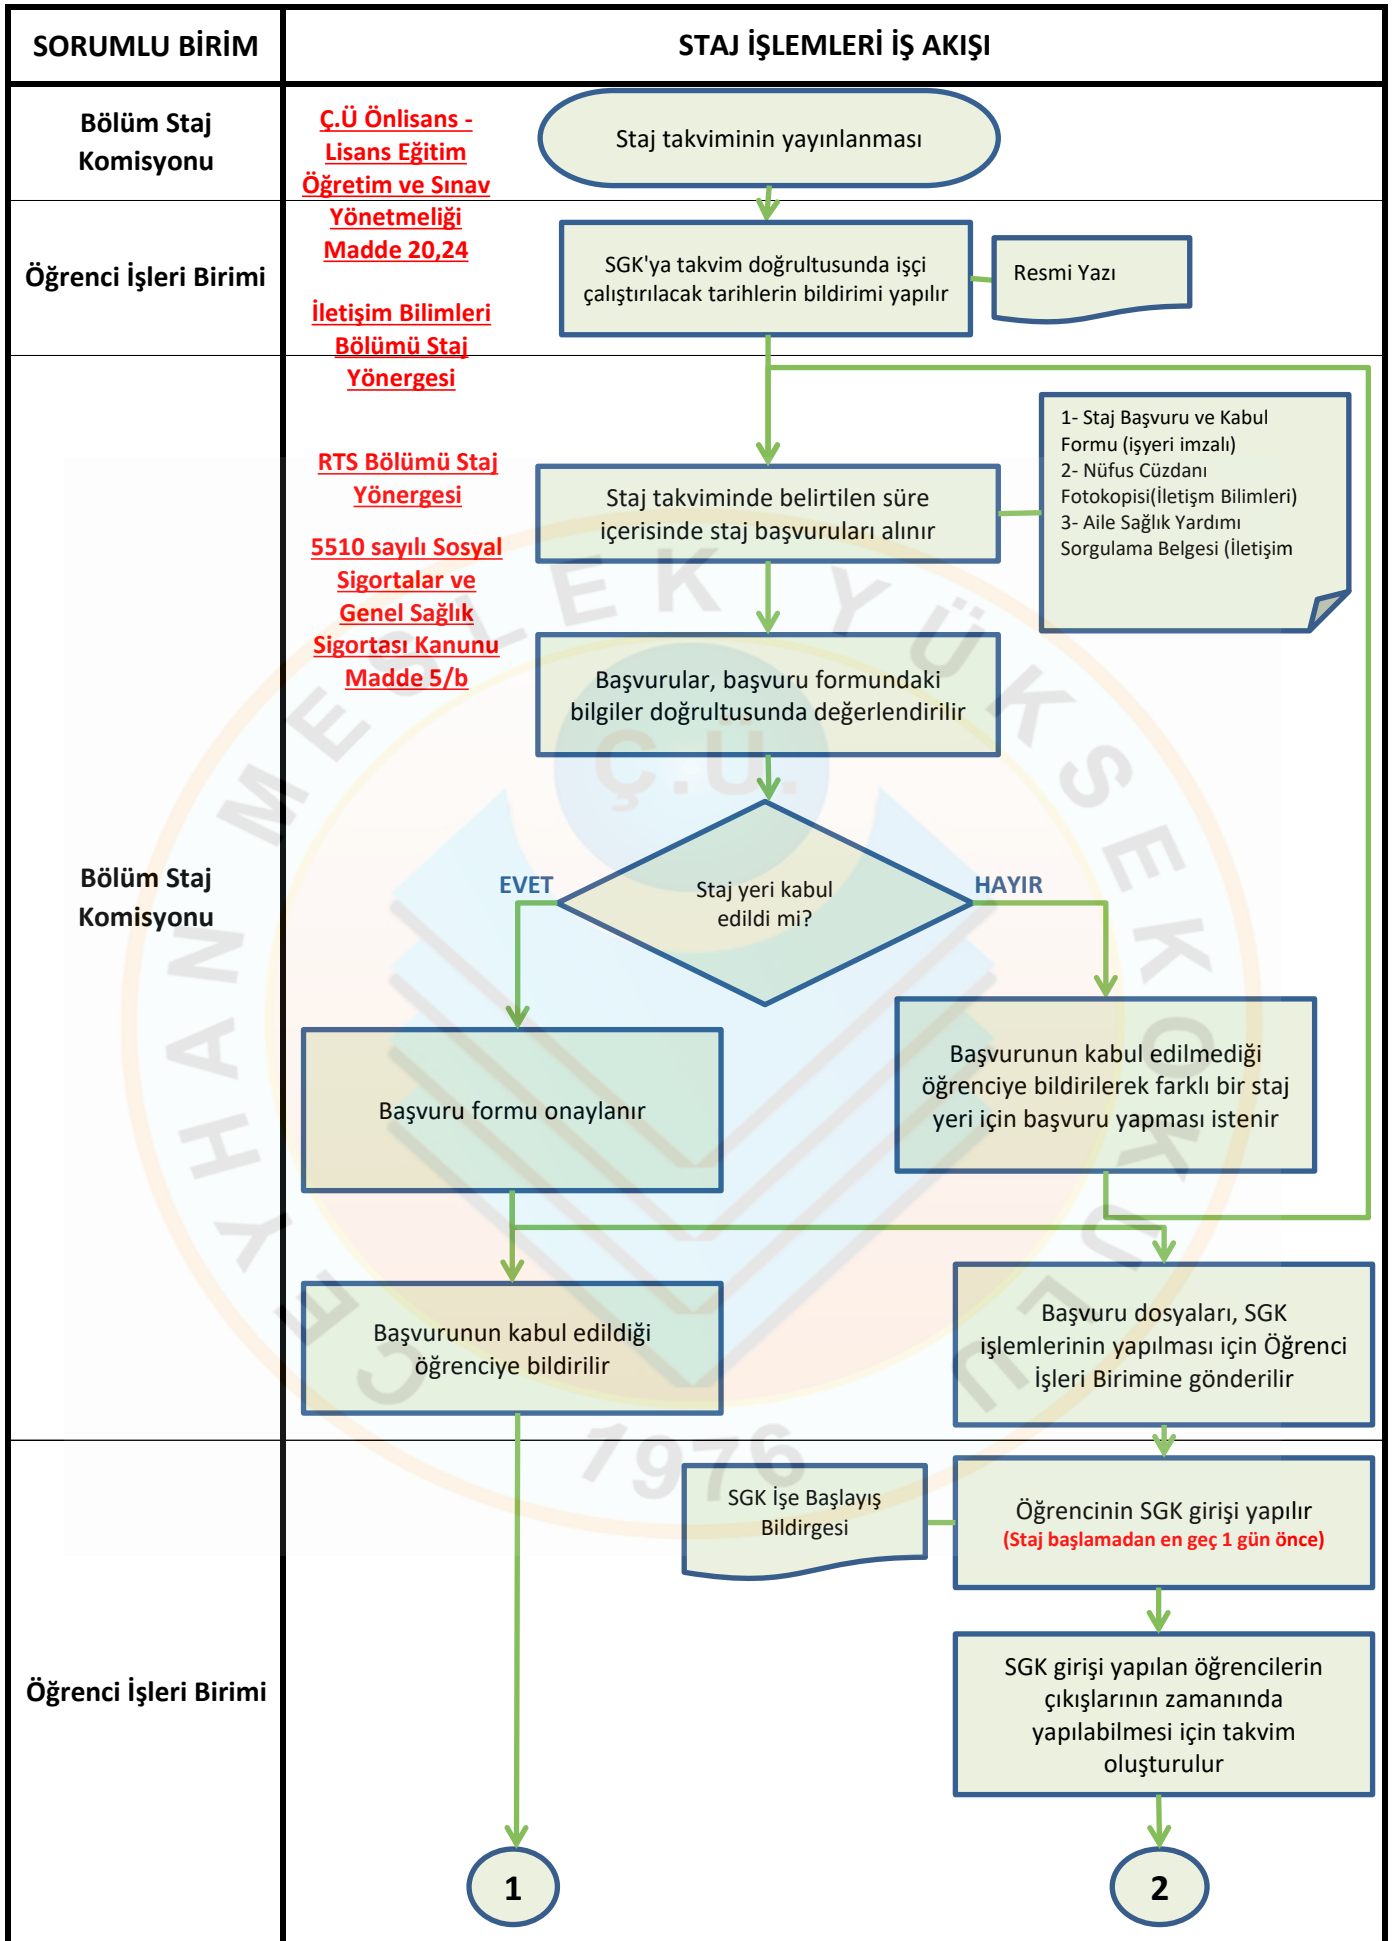 SORUMLU BİRİM
STAJ İŞLEMLERİ İŞ AKIŞI
Bölüm Staj
Komisyonu
Ç.Ü Önlisans -
Lisans Eğitim
Öğretim ve Sınav
Yönetmeliği
Madde 20,24
Staj takviminin yayınlanması
Öğrenci İşleri Birimi
SGK'ya takvim doğrultusunda işçi
çalıştırılacak tarihlerin bildirimi yapılır
Resmi Yazı
İletişim Bilimleri
Bölümü Staj
Yönergesi
RTS Bölümü Staj
Yönergesi
5510 sayılı Sosyal
Sigortalar ve
Genel Sağlık
Sigortası Kanunu
Madde 5/b
Staj takviminde belirtilen süre
içerisinde staj başvuruları alınır
1- Staj Başvuru ve Kabul
Formu (işyeri imzalı)
2- Nüfus Cüzdanı
Fotokopisi(İletişm Bilimleri)
3- Aile Sağlık Yardımı
Sorgulama Belgesi (İletişim
Başvurular, başvuru formundaki
bilgiler doğrultusunda değerlendirilir
Bölüm Staj
Komisyonu
EVET
Staj yeri kabul
edildi mi?
HAYIR
Başvuru formu onaylanır
Başvurunun kabul edilmediği
öğrenciye bildirilerek farklı bir staj
yeri için başvuru yapması istenir
Başvurunun kabul edildiği
öğrenciye bildirilir
Başvuru dosyaları, SGK
işlemlerinin yapılması için Öğrenci
İşleri Birimine gönderilir
Öğrenci İşleri Birimi
SGK İşe Başlayış
Bildirgesi
Öğrencinin SGK girişi yapılır
(Staj başlamadan en geç 1 gün önce)
SGK girişi yapılan öğrencilerin
çıkışlarının zamanında
yapılabilmesi için takvim
oluşturulur
1
2
CEYHAN MESLEK YÜKSEKOKULU
Ç.Ü.
1976